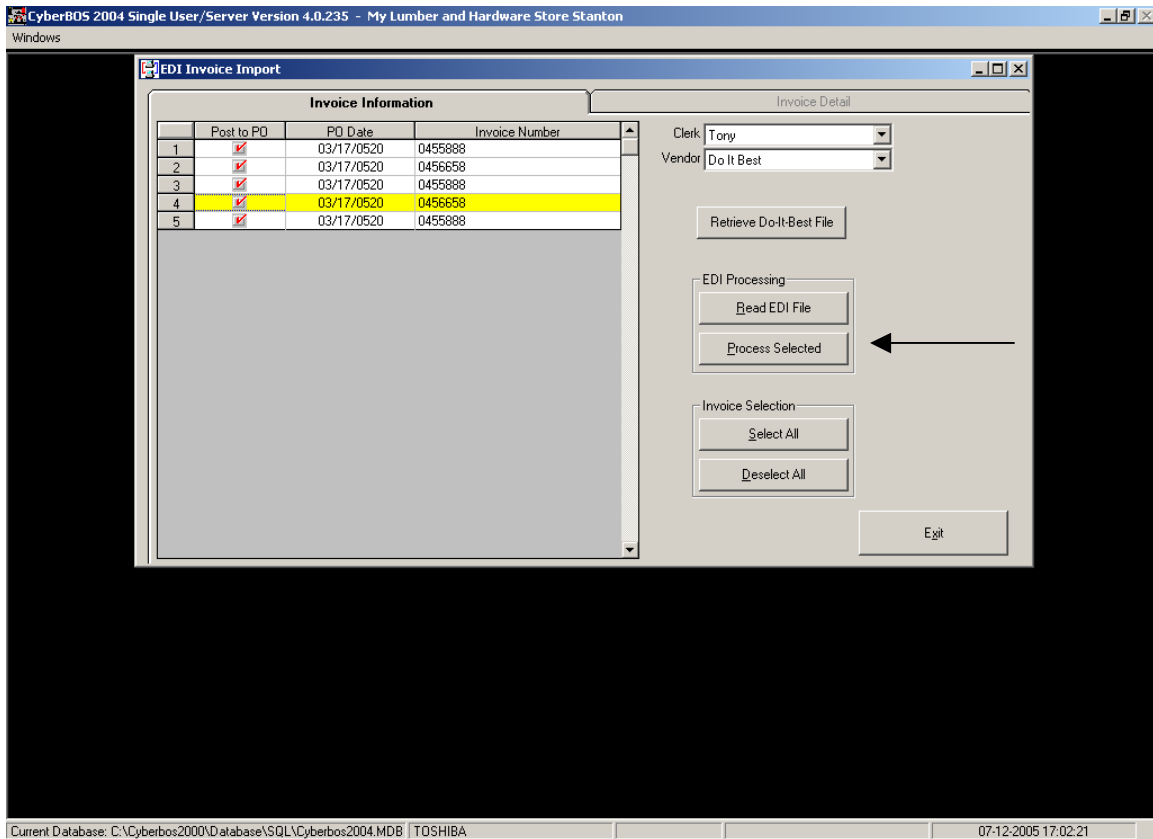 CyberBOS 2004 Single User/Server Version 4.0.235 - My Lumber and Hardware Store Stanton
Windows
EDI Invoice Import
Invoice Information Invoice Detail
Post to PO PO Date Invoice Number
1 03/17/0520 0455888
2 03/17/0520 0456658
3 03/17/0520 0455888
4 03/17/0520 0456658
5 03/17/0520 0455888
Clerk Tony
Vendor Do It Best
Retrieve Do-It-Best File
EDI Processing
Read EDI File
Process Selected
Invoice Selection
Select All
Deselect All
Exit
Current Database: C:\Cyberbos2000\Database\SQL\Cyberbos2004.MDB TOSHIBA 07-12-2005 17:02:21